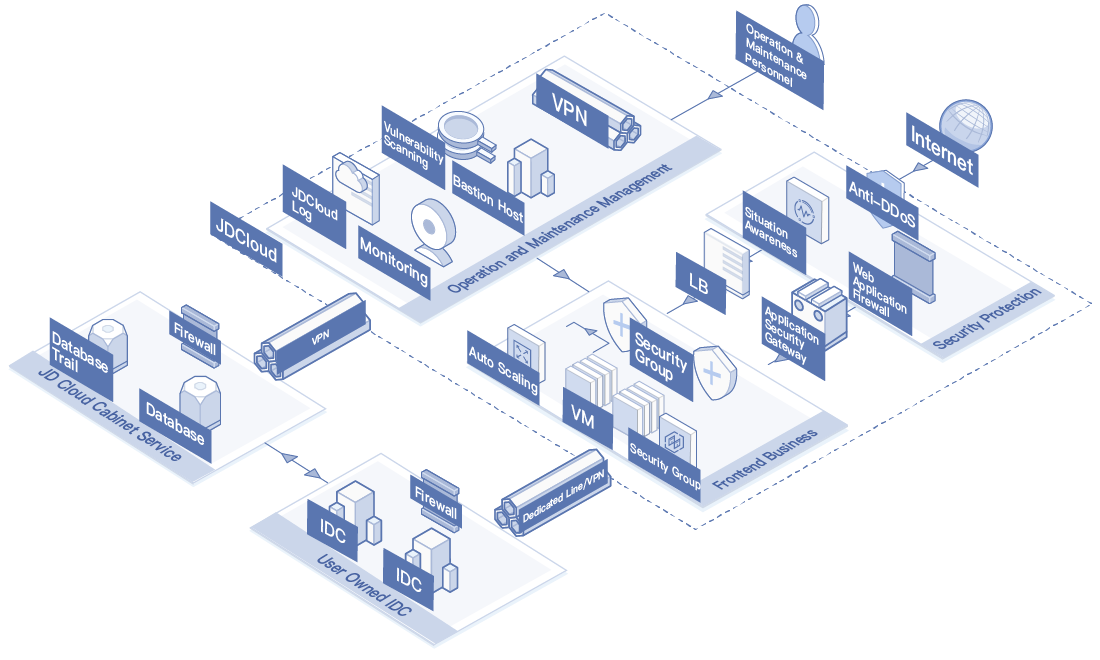 Operation &
Maintenance
Personnel
VPN
Vulnerability
Scanning
Internet
Bastion Host
JDCloud
Log
Anti-DDoS
Situation
Awareness
JDCloud
Monitoring
Operation and Maintenance Management
LB
Web
Application
Firewall
Application
Security
Gateway
Security Protection
Firewall
VPN
Database
Trail
Auto Scaling
Security
Group
JD Cloud Cabinet Service
Database
VM
Security Group
Frontend Business
Firewall
Dedicated Line/VPN
IDC
IDC
User Owned IDC